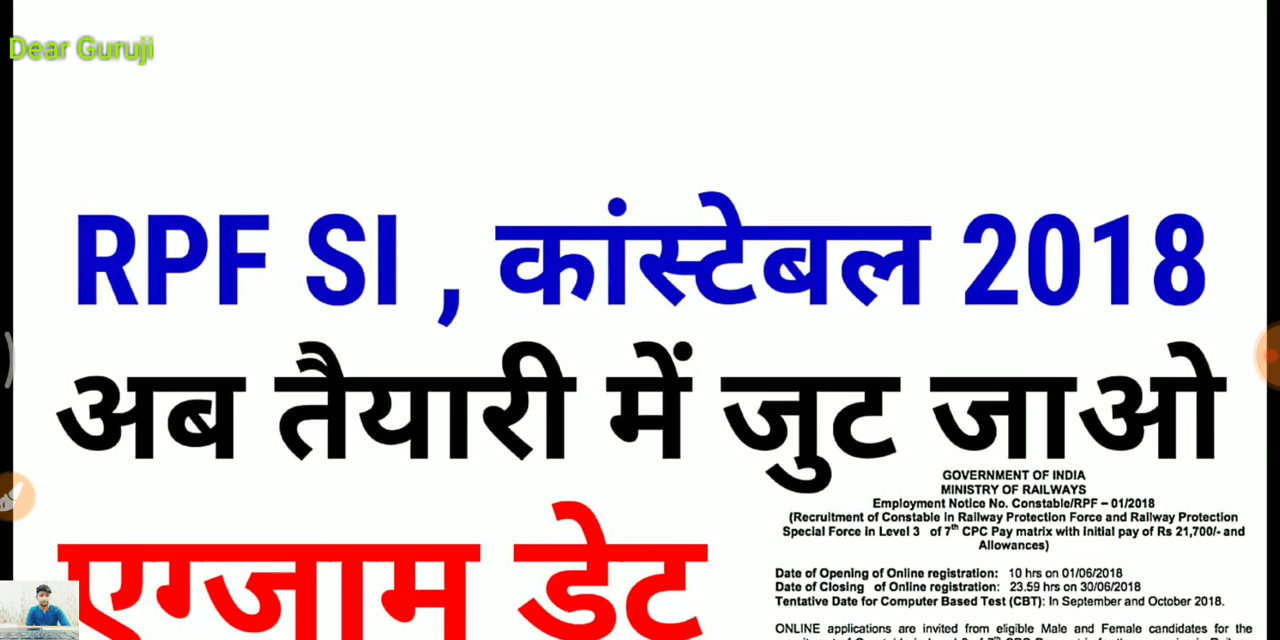 Dear Guruji
RPF SI , कांस्टेबल 2018
अब तैयारी में जुट जाओ
एग्जाम डेट
GOVERNMENT OF INDIA
MINISTRY OF RAILWAYS
Employment Notice No. Constable/RPF – 01/2018
(Recruitment of Constable in Railway Protection Force and Railway Protection
Special Force in Level 3 of 7th CPC Pay matrix with initial pay of Rs 21,700/- and
Allowances)
Date of Opening of Online registration: 10 hrs on 01/06/2018
Date of Closing of Online registration: 23.59 hrs on 30/06/2018
Tentative Date for Computer Based Test (CBT): In September and October 2018.
ONLINE applications are invited from eligible Male and Female candidates for the